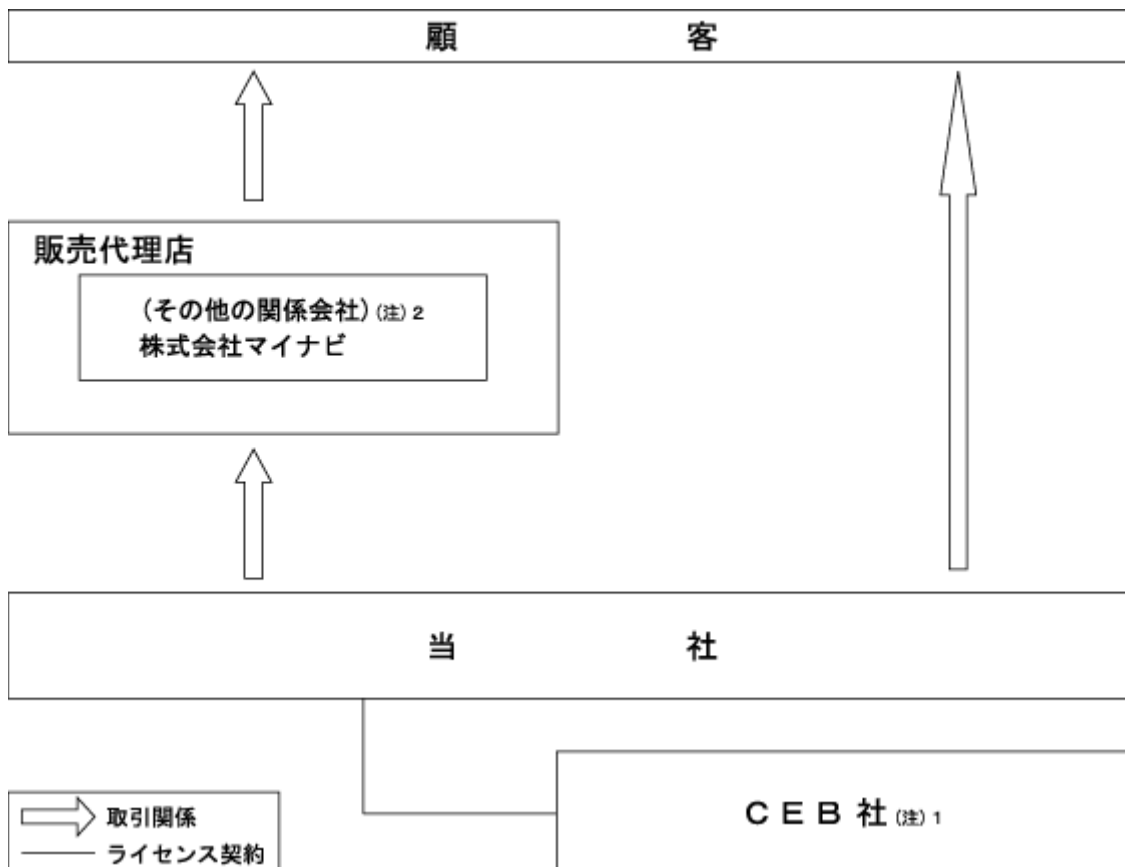 顧客
販売代理店
(その他の関係会社)(注)2
株式会社マイナビ
当社
CEB社(注)1
取引関係
ライセンス契約